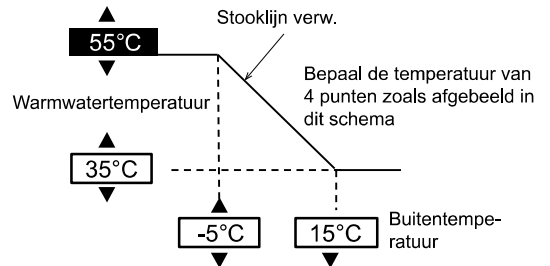 Stooklijn verw.
55°C
Bepaal de temperatuur van
4 punten zoals afgebeeld in
dit schema
Warmwatertemperatuur
35°C
-5°C
15°C
Buitentempe-
ratuur